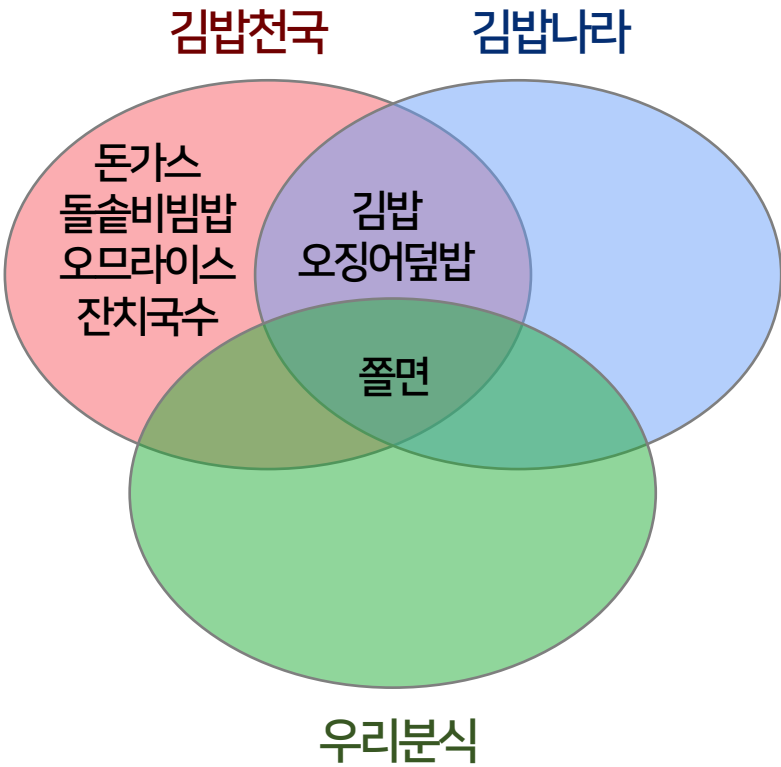 김밥천국
김밥나라
돈가스
돌솥비빔밥
오므라이스
잔치국수
김밥
오징어덮밥
쫄면
우리분식